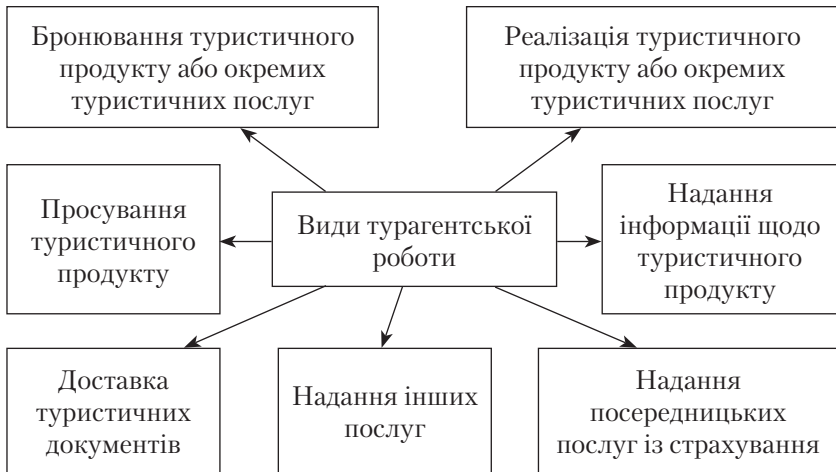 Бронювання туристичного
продукту або окремих
туристичних послуг
Реалізація туристичного
продукту або окремих
туристичних послуг
Просування
туристичного
продукту
Види турагентської
роботи
Надання
інформації щодо
туристичного
продукту
Доставка
туристичних
документів
Надання інших
послуг
Надання
посередницьких
послуг із страхування